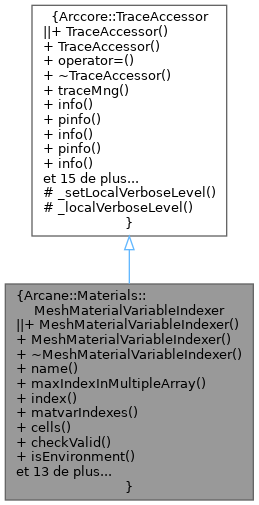 {Arccore::TraceAccessor
||+ TraceAccessor()
+ TraceAccessor()
+ operator=()
+ ~TraceAccessor()
+ traceMng()
+ info()
+ pinfo()
+ info()
+ pinfo()
+ info()
et 15 de plus...
# _setLocalVerboseLevel()
# _localVerboseLevel()
}
{Arcane::Materials::
MeshMaterialVariableIndexer
||+ MeshMaterialVariableIndexer()
+ MeshMaterialVariableIndexer()
+ ~MeshMaterialVariableIndexer()
+ name()
+ maxIndexInMultipleArray()
+ index()
+ matvarIndexes()
+ cells()
+ checkValid()
+ isEnvironment()
et 13 de plus...
}